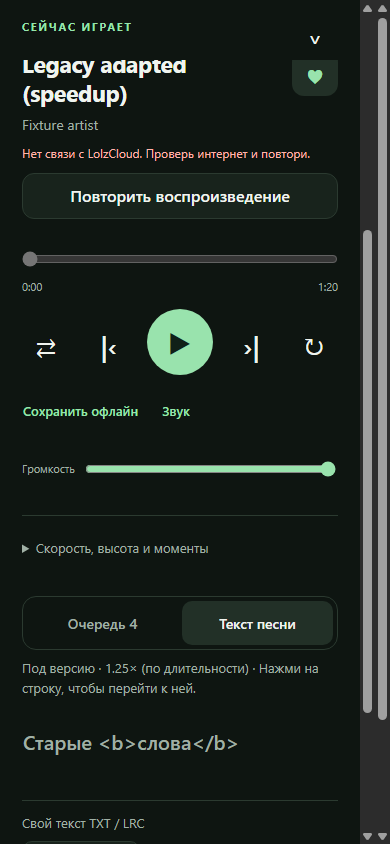 СЕЙЧАС ИГРАЕТ
Legacy adapted
(speedup)
Fixture artist
Нет связи с LolzCloud. Проверь интернет и повтори.
Повторить воспроизведение
0:00 1:20
Сохранить офлайн Звук
Громкость
Скорость, высота и моменты
Очередь 4 Текст песни
Под версию · 1.25× (по длительности) · Нажми на
строку, чтобы перейти к ней.
Старые <b>слова</b>
Свой текст TXT / LRC